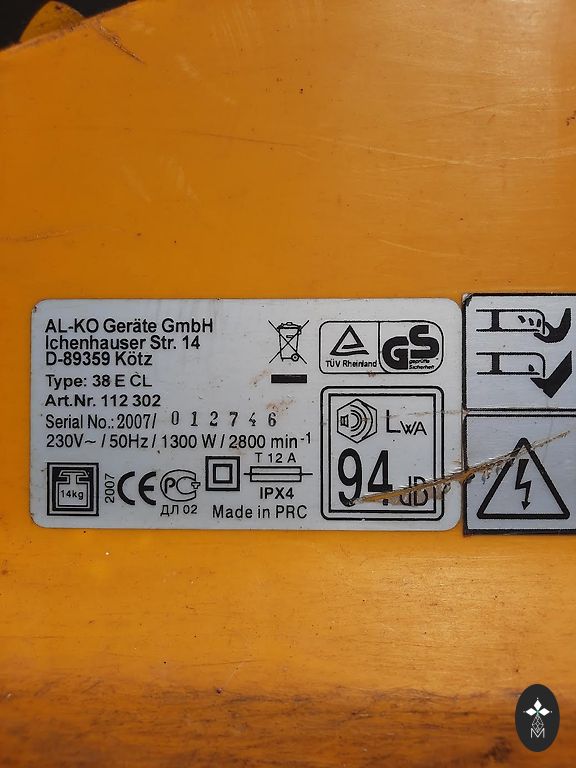 AL-KO Geräte GmbH
Ichenhauser Str. 14
D-89359 Kötz
Type: 38 E CL
Art.Nr. 112 302
Serial No.: 2007/ 012746
230V~ / 50Hz / 1300 W / 2800 min-1
14kg
2007
CE
PC
ДЛ 02
T 12 A
IPX4
Made in PRC
TÜV Rheinland
GS
geprüfte
Sicherheit
LWA
94 dB
M